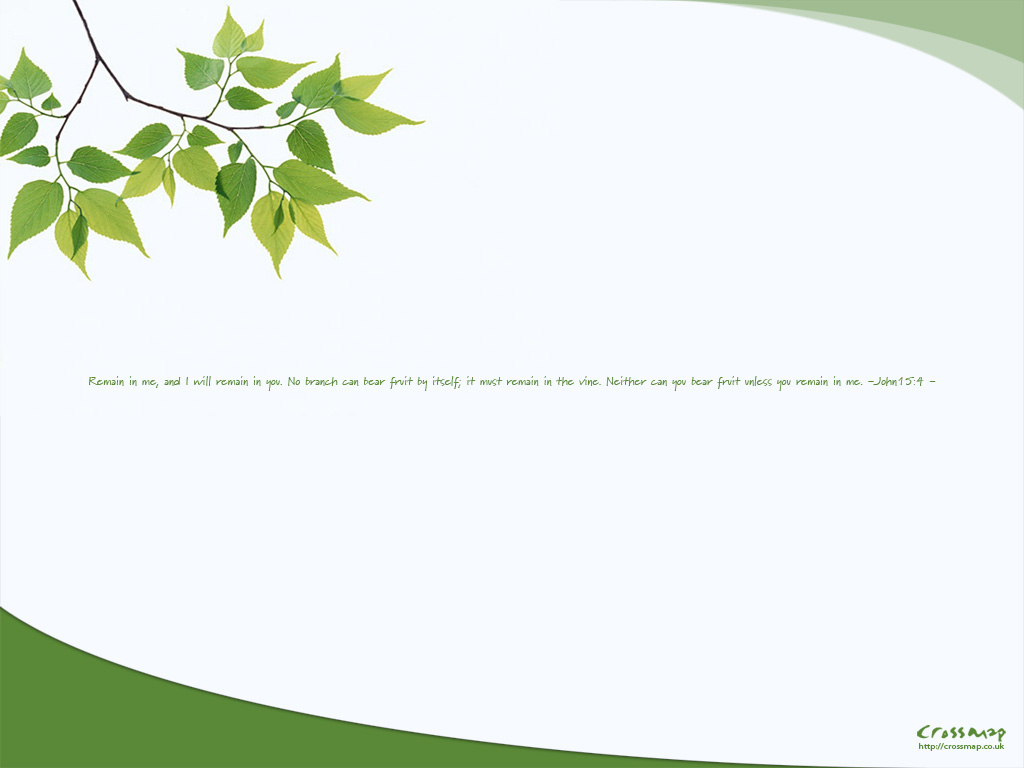 Remain in me, and I will remain in you. No branch can bear fruit by itself; it must remain in the vine. Neither can you bear fruit unless you remain in me. -John15:4 -
Crossmap
http://crossmap.co.uk